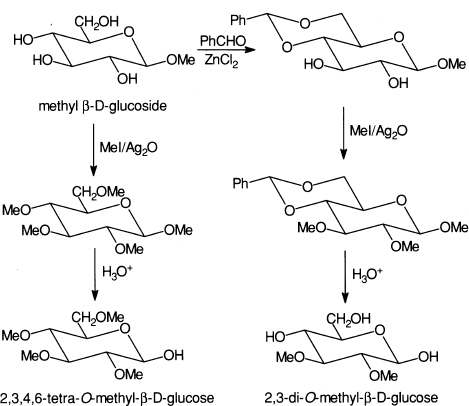 CH2OH
HO
O
PhCHO
HO
OMe
ZnCl2
OH
methyl β-D-glucoside
Ph
O
O
O
HO
OMe
OH
MeI/Ag2O
MeI/Ag2O
CH2OMe
MeO
O
MeO
OMe
OMe
Ph
O
O
O
MeO
OMe
OMe
H3O+
H3O+
CH2OMe
MeO
O
MeO
OH
OMe
CH2OH
HO
O
MeO
OH
OMe
2,3,4,6-tetra-O-methyl-β-D-glucose
2,3-di-O-methyl-β-D-glucose